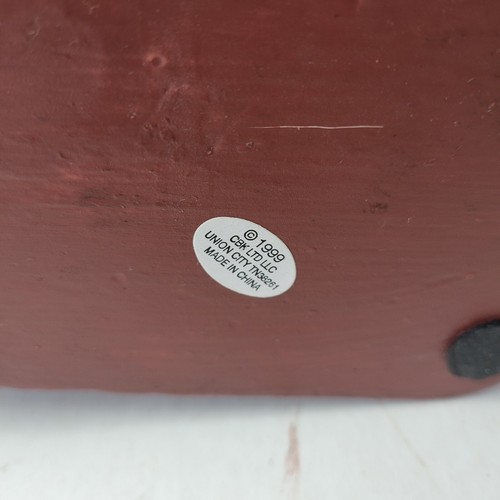 © 1999
CBK LTD LLC
UNION CITY TN38261
MADE IN CHINA